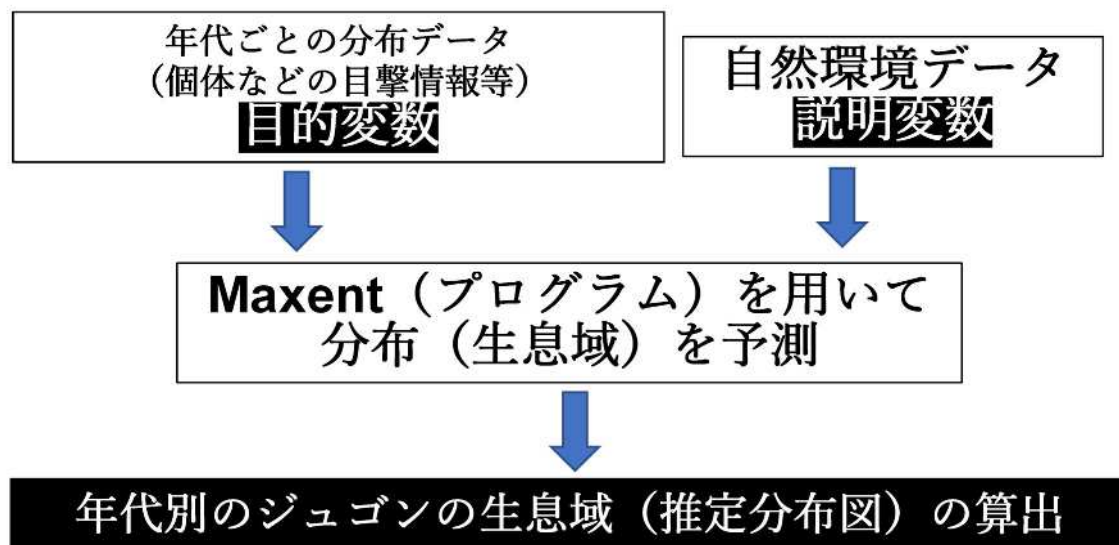 年代ごとの分布データ
（個体などの目撃情報等）
目的変数
自然環境データ
説明変数
Maxent（プログラム）を用いて
分布（生息域）を予測
年代別のジュゴンの生息域（推定分布図）の算出